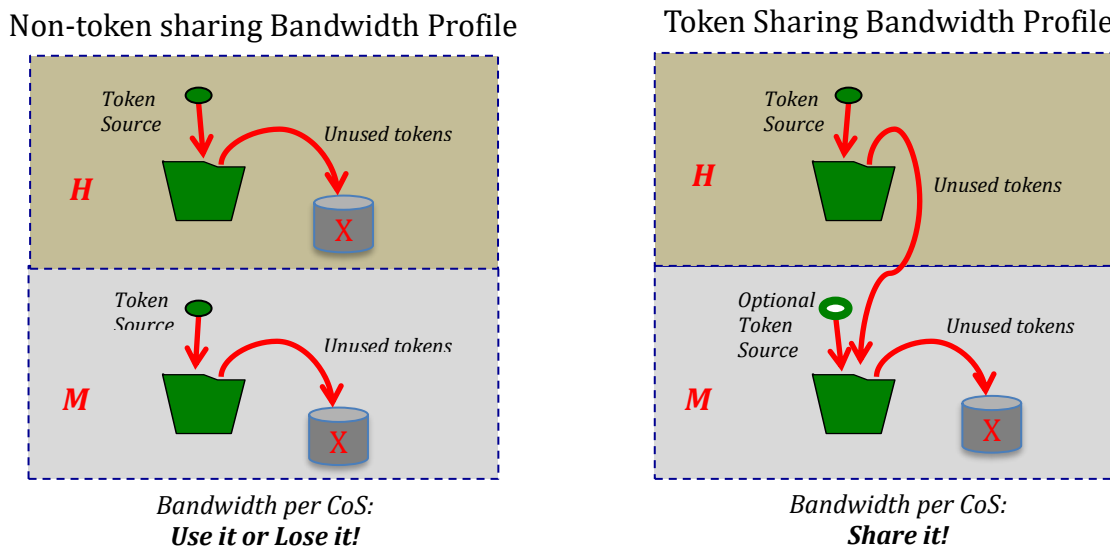 Non-token sharing Bandwidth Profile
Token
Source
Unused tokens
H
X
Token
Source
Unused tokens
M
X
Bandwidth per CoS:
Use it or Lose it!
Token Sharing Bandwidth Profile
Token
Source
H
Unused tokens
Optional
Token
Source
Unused tokens
M
X
Bandwidth per CoS:
Share it!